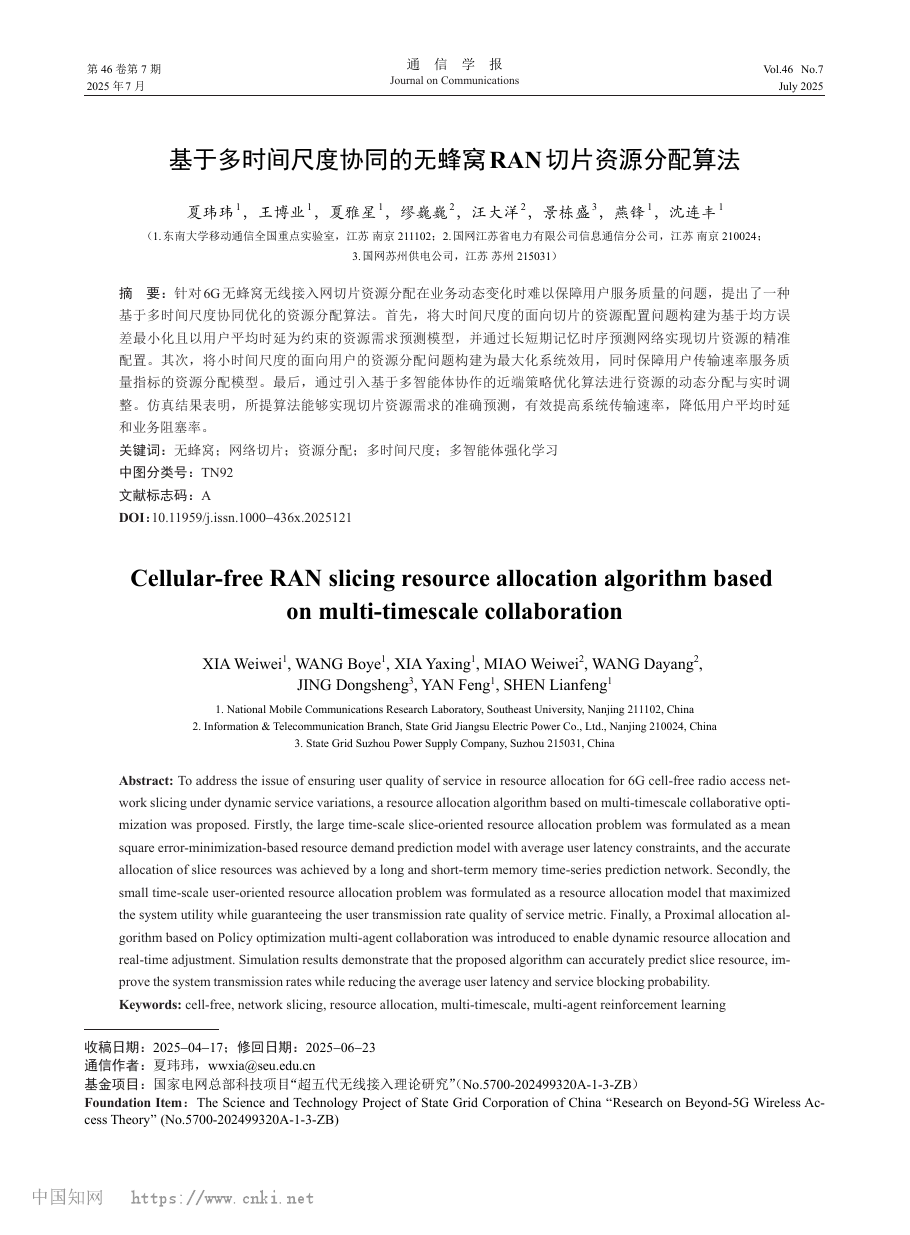 第 46 卷第 7 期
2025 年 7 月
通 信 学 报
Journal on Communications
Vol.46 No.7
July 2025
基于多时间尺度协同的无蜂窝RAN切片资源分配算法
夏玮玮1，王博业1，夏雅星1，缪巍巍2，汪大洋2，景栋盛3，燕锋1，沈连丰1
（1. 东南大学移动通信全国重点实验室，江苏 南京 211102；2. 国网江苏省电力有限公司信息通信分公司，江苏 南京 210024；
3. 国网苏州供电公司，江苏 苏州 215031）
摘 要：针对6G无蜂窝无线接入网切片资源分配在业务动态变化时难以保障用户服务质量的问题，提出了一种
基于多时间尺度协同优化的资源分配算法。首先，将大时间尺度的面向切片的资源配置问题构建为基于均方误
差最小化且以用户平均时延为约束的资源需求预测模型，并通过长短期记忆时序预测网络实现切片资源的精准
配置。其次，将小时间尺度的面向用户的资源分配问题构建为最大化系统效用，同时保障用户传输速率服务质
量指标的资源分配模型。最后，通过引入基于多智能体协作的近端策略优化算法进行资源的动态分配与实时调
整。仿真结果表明，所提算法能够实现切片资源需求的准确预测，有效提高系统传输速率，降低用户平均时延
和业务阻塞率。
关键词：无蜂窝；网络切片；资源分配；多时间尺度；多智能体强化学习
中图分类号：TN92
文献标志码：A
DOI：10.11959/j.issn.1000−436x.2025121
Cellular-free RAN slicing resource allocation algorithm based
on multi-timescale collaboration
XIA Weiwei1, WANG Boye1, XIA Yaxing1, MIAO Weiwei2, WANG Dayang2,
JING Dongsheng3, YAN Feng1, SHEN Lianfeng1
1. National Mobile Communications Research Laboratory, Southeast University, Nanjing 211102, China
2. Information & Telecommunication Branch, State Grid Jiangsu Electric Power Co., Ltd., Nanjing 210024, China
3. State Grid Suzhou Power Supply Company, Suzhou 215031, China
Abstract: To address the issue of ensuring user quality of service in resource allocation for 6G cell-free radio access net-
work slicing under dynamic service variations, a resource allocation algorithm based on multi-timescale collaborative opti-
mization was proposed. Firstly, the large time-scale slice-oriented resource allocation problem was formulated as a mean
square error-minimization-based resource demand prediction model with average user latency constraints, and the accurate
allocation of slice resources was achieved by a long and short-term memory time-series prediction network. Secondly, the
small time-scale user-oriented resource allocation problem was formulated as a resource allocation model that maximized
the system utility while guaranteeing the user transmission rate quality of service metric. Finally, a Proximal allocation al-
gorithm based on Policy optimization multi-agent collaboration was introduced to enable dynamic resource allocation and
real-time adjustment. Simulation results demonstrate that the proposed algorithm can accurately predict slice resource, im-
prove the system transmission rates while reducing the average user latency and service blocking probability.
Keywords: cell-free, network slicing, resource allocation, multi-timescale, multi-agent reinforcement learning
收稿日期：2025−04−17；修回日期：2025−06−23
通信作者：夏玮玮，wwxia@seu.edu.cn
基金项目：国家电网总部科技项目“超五代无线接入理论研究”（No.5700-202499320A-1-3-ZB）
Foundation Item：The Science and Technology Project of State Grid Corporation of China “Research on Beyond-5G Wireless Ac-
cess Theory” (No.5700-202499320A-1-3-ZB)
中国知网 https://www.cnki.net